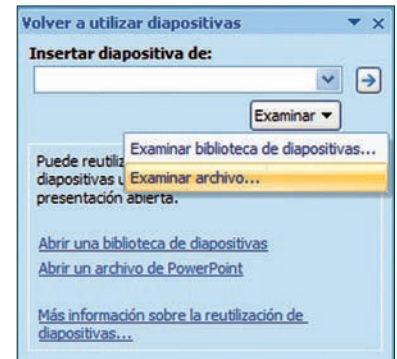 Volver a utilizar diapositivas
Insertar diapositiva de:
Examinar
Examinar biblioteca de diapositivas...
Examinar archivo...
Puede
diapositivas
presentación abierta.
Abrir una biblioteca de diapositivas
Abrir un archivo de PowerPoint
Más información sobre la reutilización de
diapositivas...